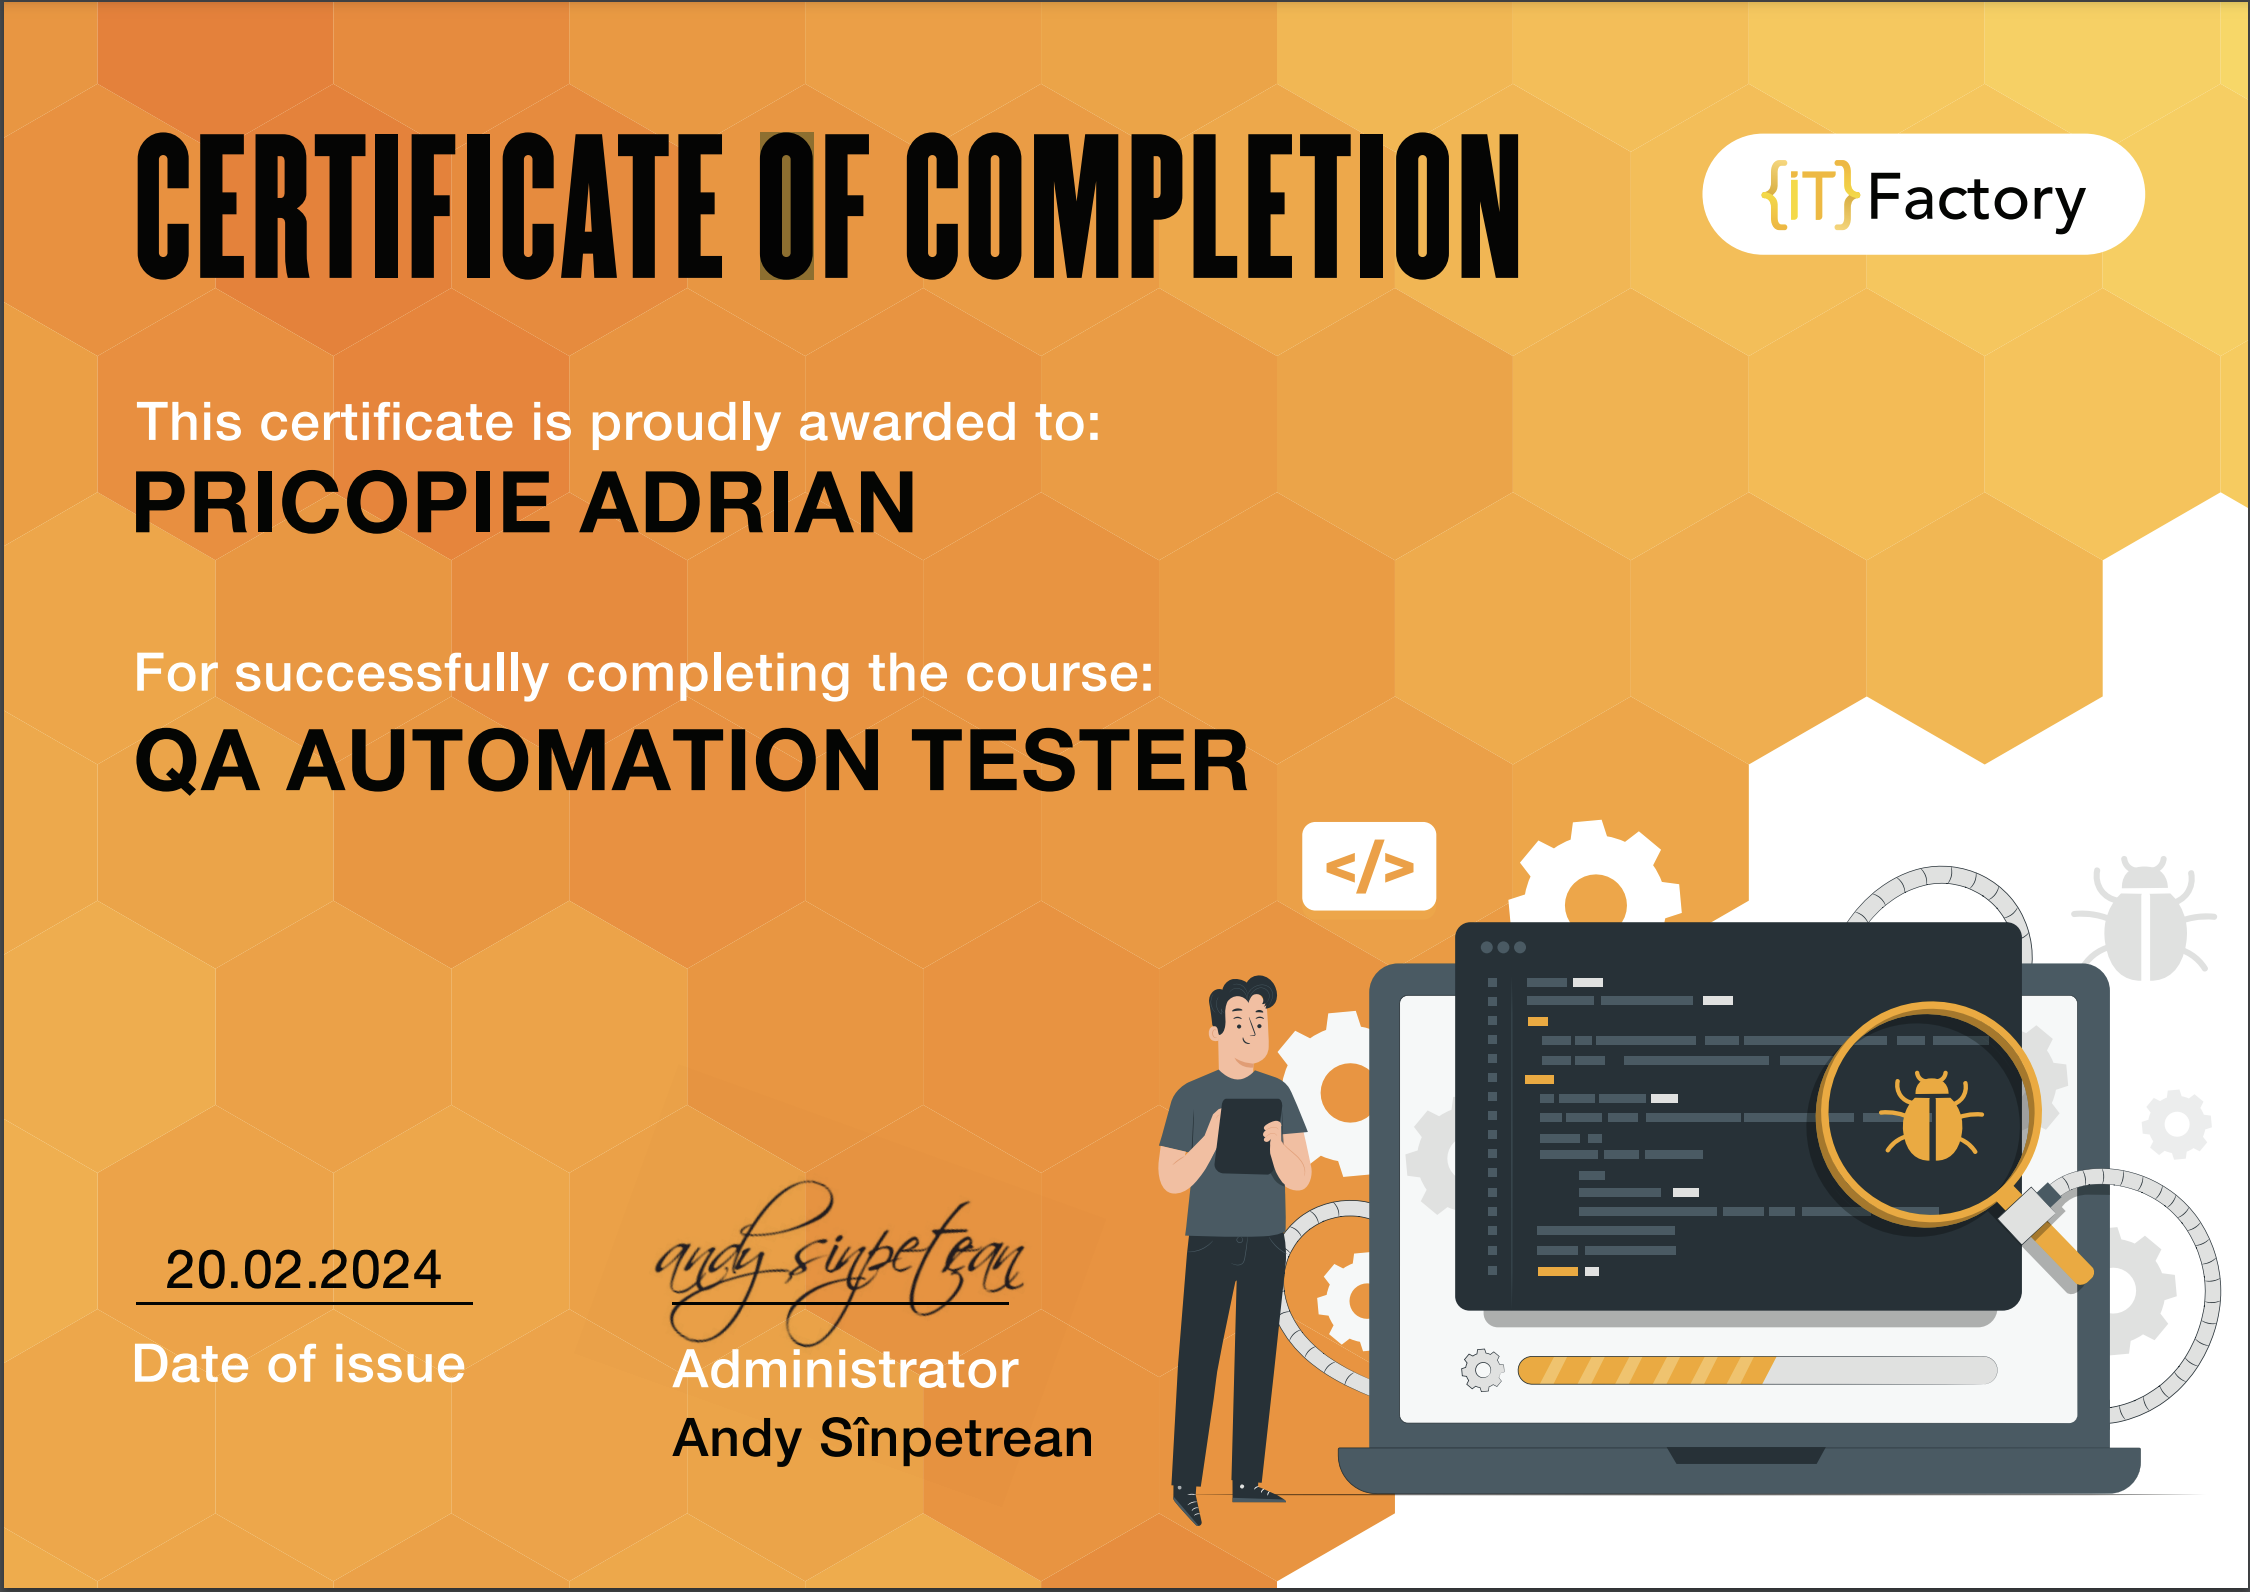 CERTIFICATE OF COMPLETION
{iT}Factory
This certificate is proudly awarded to:
PRICOPIE ADRIAN
For successfully completing the course:
QA AUTOMATION TESTER
</>
20.02.2024
andy sinpetrean
Date of issue
Administrator
Andy Sînpetrean